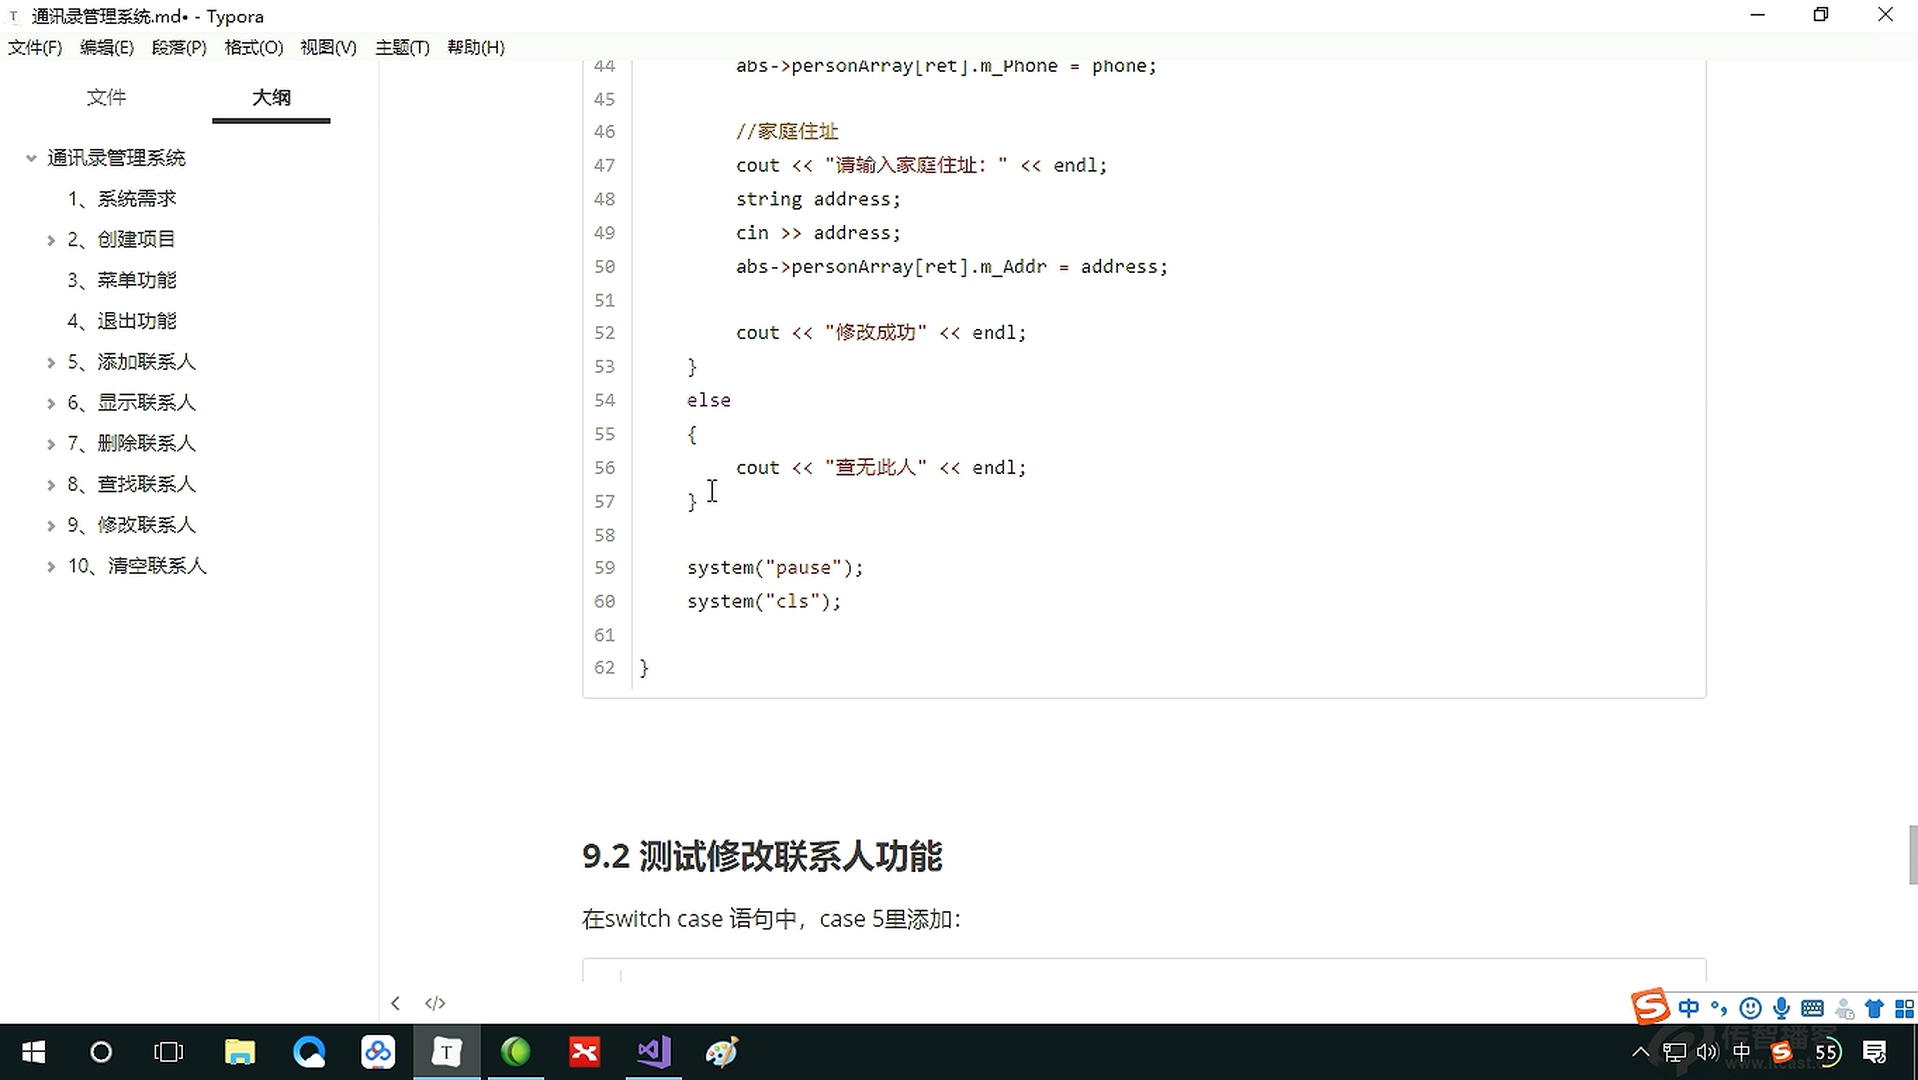 通讯录管理系统.md• - Typora
文件(F) 编辑(E) 段落(P) 格式(O) 视图(V) 主题(T) 帮助(H)
文件 大纲
通讯录管理系统
1、系统需求
2、创建项目
3、菜单功能
4、退出功能
5、添加联系人
6、显示联系人
7、删除联系人
8、查找联系人
9、修改联系人
10、清空联系人
44 abs->personArray[ret].m_Phone = phone;
45
46 //家庭住址
47 cout << "请输入家庭住址：" << endl;
48 string address;
49 cin >> address;
50 abs->personArray[ret].m_Addr = address;
51
52 cout << "修改成功" << endl;
53 }
54 else
55 {
56 cout << "查无此人" << endl;
57 }
58
59 system("pause");
60 system("cls");
61
62 }
9.2 测试修改联系人功能
在switch case 语句中，case 5里添加：
</>
中
传智播客
中 55